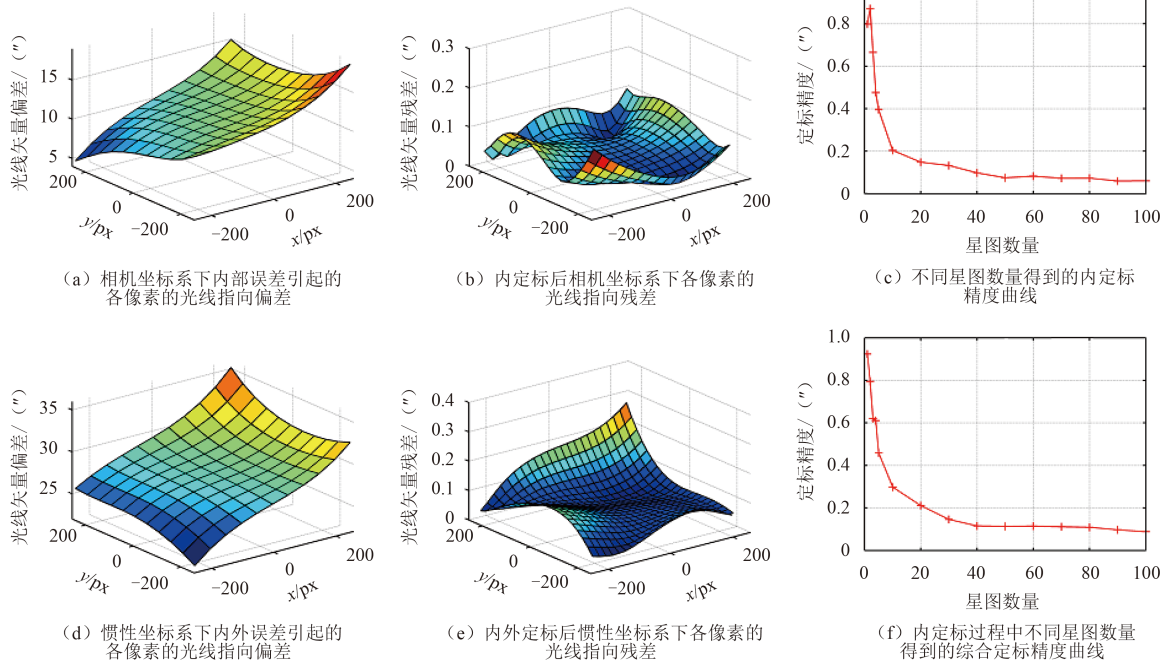 光线矢量偏差/（″）
15
10
5
200
0
−200
y/px
−200
0
200
x/px
（a）相机坐标系下内部误差引起的
各像素的光线指向偏差
光线矢量残差/（″）
0.3
0.2
0.1
0
200
0
−200
y/px
−200
0
200
x/px
（b）内定标后相机坐标系下各像素的
光线指向残差
定标精度/（″）
0.8
0.6
0.4
0.2
0
0
20
40
60
80
100
星图数量
（c）不同星图数量得到的内定标
精度曲线
光线矢量偏差/（″）
35
30
25
200
0
−200
y/px
−200
0
200
x/px
（d）惯性坐标系下内外误差引起的
各像素的光线指向偏差
光线矢量残差/（″）
0.4
0.3
0.2
0.1
0
200
0
−200
y/px
−200
0
200
x/px
（e）内外定标后惯性坐标系下各像素的
光线指向残差
定标精度/（″）
1.0
0.8
0.6
0.4
0.2
0
0
20
40
60
80
100
星图数量
（f）内定标过程中不同星图数量
得到的综合定标精度曲线